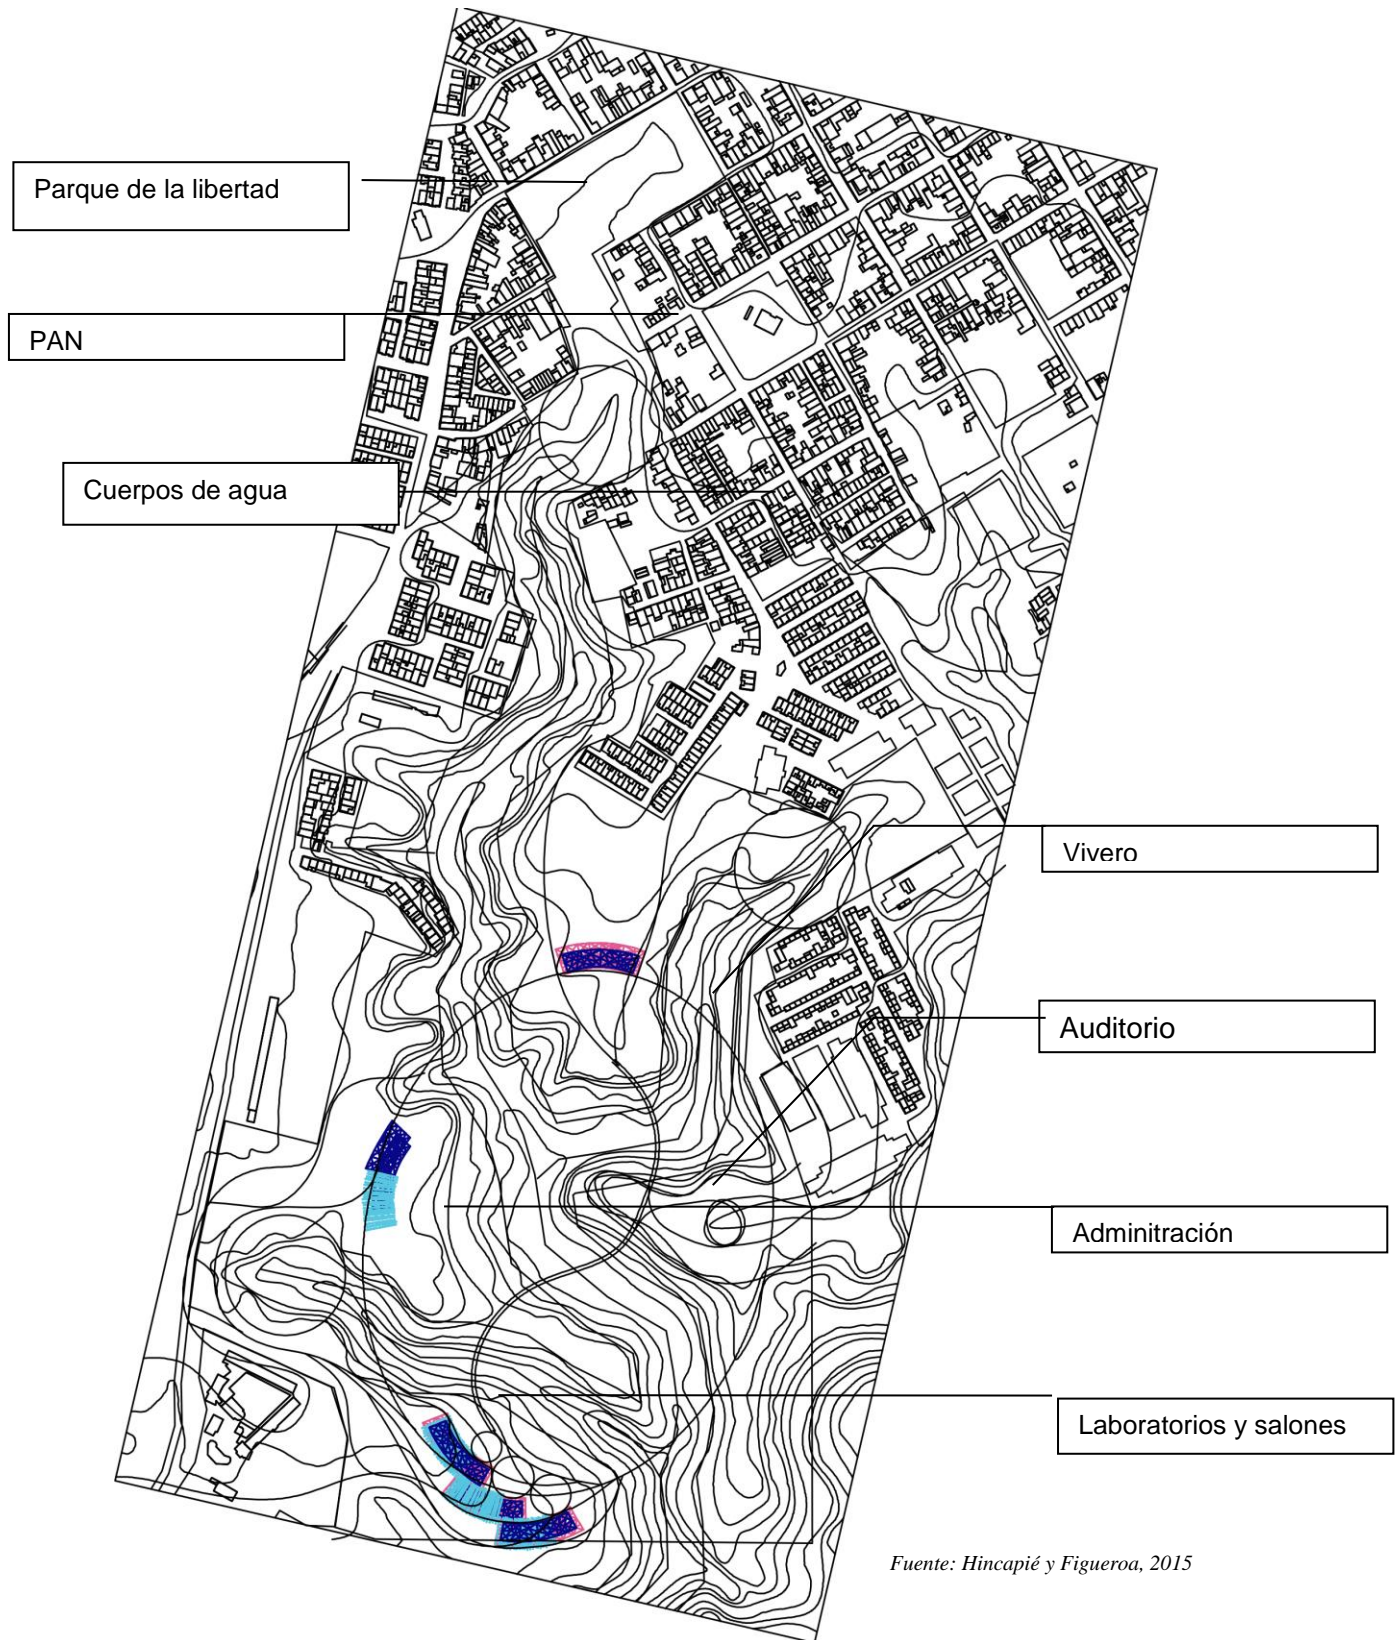 Parque de la libertad
PAN
Cuerpos de agua
Vivero
Auditorio
Adminitración
Laboratorios y salones
Fuente: Hincapié y Figueroa, 2015